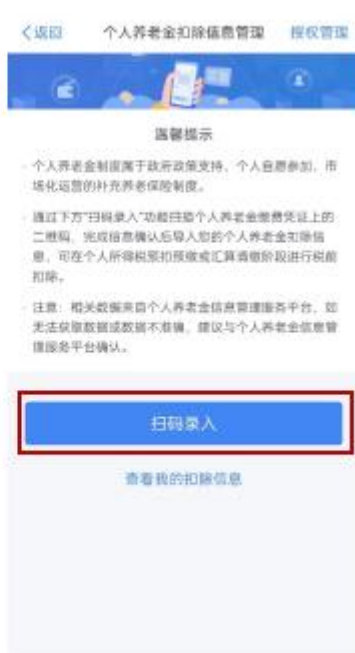 返回 个人养老金扣除信息管理 授权管理
温馨提示
· 个人养老金制度属于政府政策支持、个人自愿参加、市
场化运营的补充养老保险制度。
· 通过下方“扫码录入”功能扫描个人养老金缴费凭证上的
二维码，完成信息确认后导入您的个人养老金扣除信
息，可在个人所得税预扣预缴或汇算清缴阶段进行税前
扣除。
· 注意：相关数据来自个人养老金信息管理服务平台，如
无法获取数据或数据不准确，建议与个人养老金信息管
理服务平台确认。
扫码录入
查看我的扣除信息